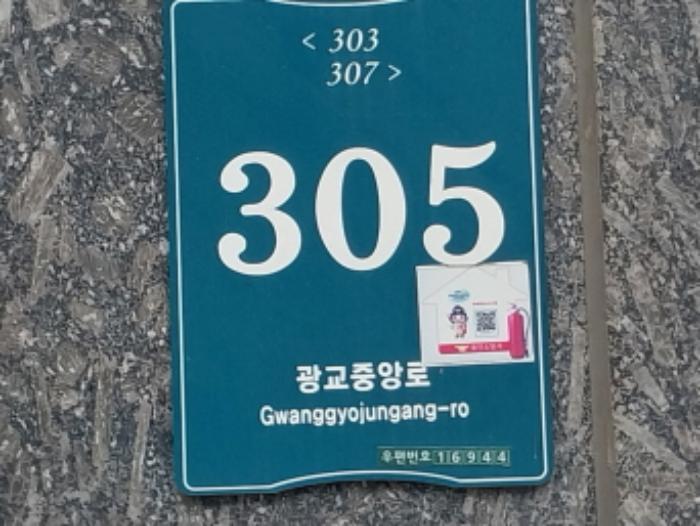 < 303
307 >
305
광교중앙로
Gwanggyojungang-ro
우편번호 16944